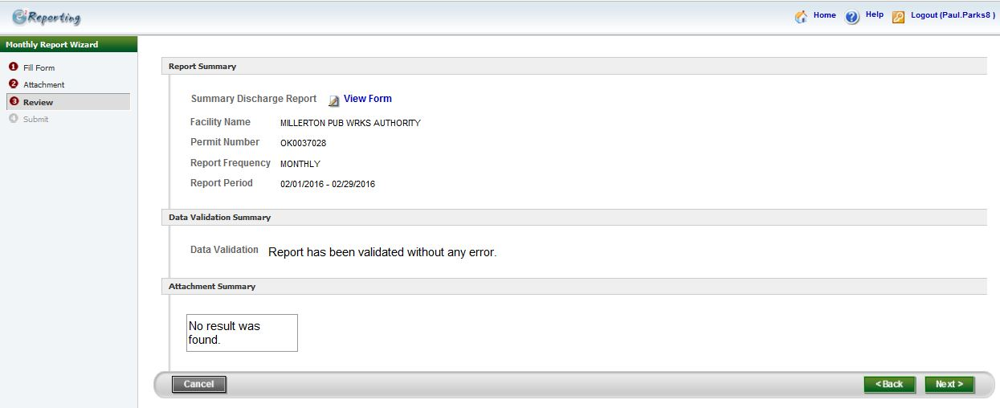 E2Reporting
Home Help Logout (Paul.Parks8 )
Monthly Report Wizard
1 Fill Form
2 Attachment
3 Review
4 Submit
Report Summary
Summary Discharge Report View Form
Facility Name MILLERTON PUB WRKS AUTHORITY
Permit Number OK0037028
Report Frequency MONTHLY
Report Period 02/01/2016 - 02/29/2016
Data Validation Summary
Data Validation Report has been validated without any error.
Attachment Summary
No result was
found.
Cancel <Back Next >